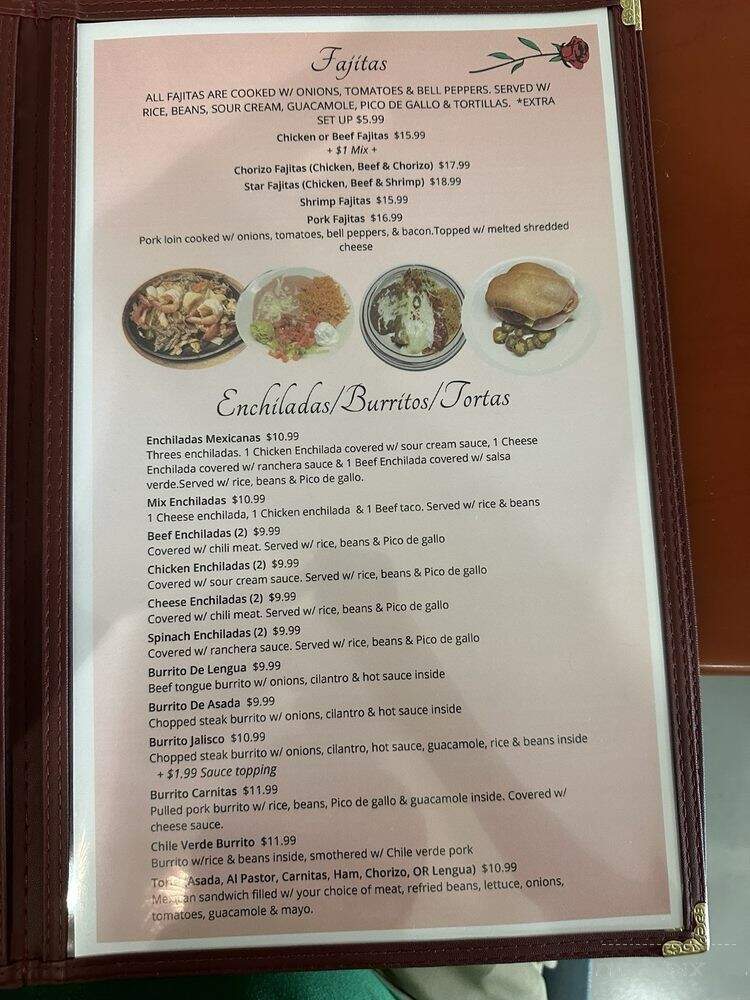 Fajitas
ALL FAJITAS ARE COOKED W/ ONIONS, TOMATOES & BELL PEPPERS. SERVED W/
RICE, BEANS, SOUR CREAM, GUACAMOLE, PICO DE GALLO & TORTILLAS. *EXTRA
SET UP $5.99
Chicken or Beef Fajitas $15.99
+ $1 Mix +
Chorizo Fajitas (Chicken, Beef & Chorizo) $17.99
Star Fajitas (Chicken, Beef & Shrimp) $18.99
Shrimp Fajitas $15.99
Pork Fajitas $16.99
Pork loin cooked w/ onions, tomatoes, bell peppers, & bacon.Topped w/ melted shredded
cheese
Enchiladas/Burritos/Tortas
Enchiladas Mexicanas $10.99
Threes enchiladas. 1 Chicken Enchilada covered w/ sour cream sauce, 1 Cheese
Enchilada covered w/ ranchera sauce & 1 Beef Enchilada covered w/ salsa
verde.Served w/ rice, beans & Pico de gallo.
Mix Enchiladas $10.99
1 Cheese enchilada, 1 Chicken enchilada & 1 Beef taco. Served w/ rice & beans
Beef Enchiladas (2) $9.99
Covered w/ chili meat. Served w/ rice, beans & Pico de gallo
Chicken Enchiladas (2) $9.99
Covered w/ sour cream sauce. Served w/ rice, beans & Pico de gallo
Cheese Enchiladas (2) $9.99
Covered w/ chili meat. Served w/ rice, beans & Pico de gallo
Spinach Enchiladas (2) $9.99
Covered w/ ranchera sauce. Served w/ rice, beans & Pico de gallo
Burrito De Lengua $9.99
Beef tongue burrito w/ onions, cilantro & hot sauce inside
Burrito De Asada $9.99
Chopped steak burrito w/ onions, cilantro & hot sauce inside
Burrito Jalisco $10.99
Chopped steak burrito w/ onions, cilantro, hot sauce, guacamole, rice & beans inside
+ $1.99 Sauce topping
Burrito Carnitas $11.99
Pulled pork burrito w/ rice, beans, Pico de gallo & guacamole inside. Covered w/
cheese sauce.
Chile Verde Burrito $11.99
Burrito w/rice & beans inside, smothered w/ Chile verde pork
(Asada, Al Pastor, Carnitas, Ham, Chorizo, OR Lengua) $10.99
Mexican sandwich filled w/ your choice of meat, refried beans, lettuce, onions,
tomatoes, guacamole & mayo.